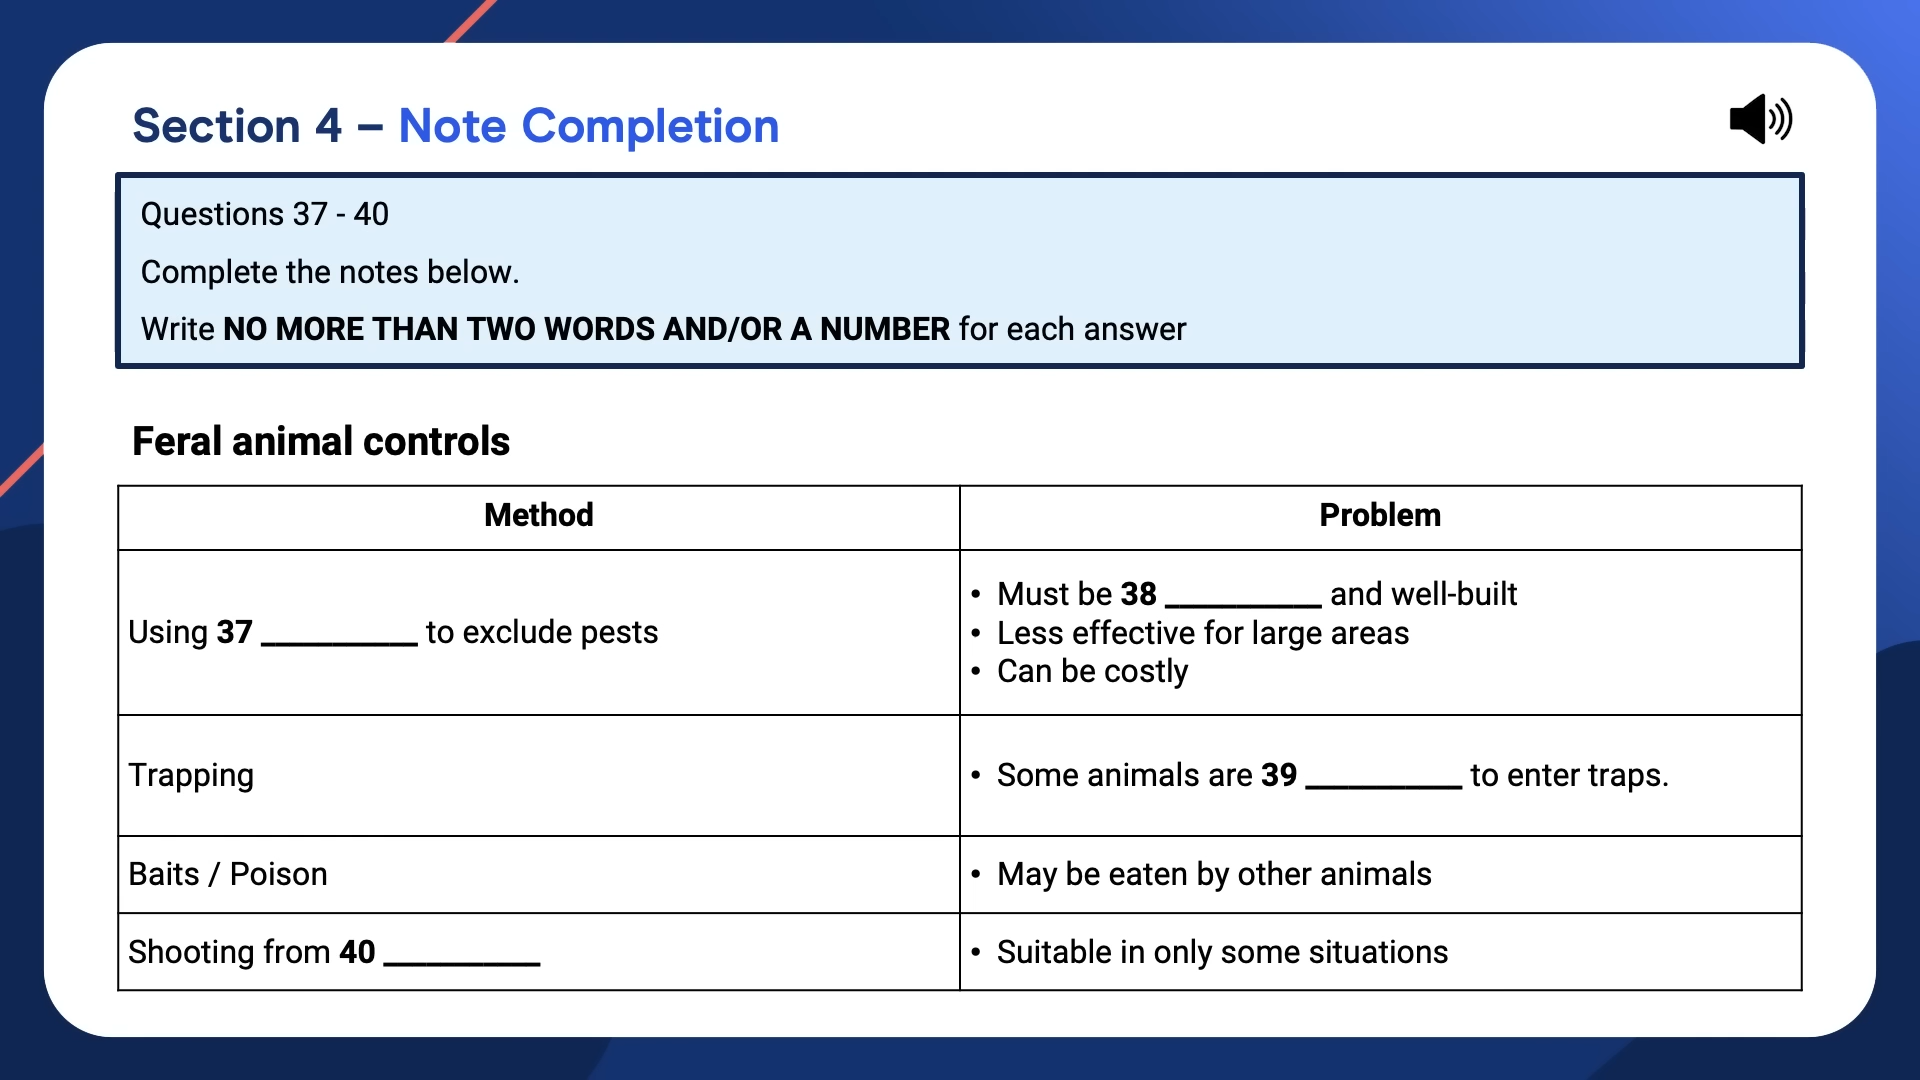 Section 4 – Note Completion
Questions 37 - 40
Complete the notes below.
Write NO MORE THAN TWO WORDS AND/OR A NUMBER for each answer
Feral animal controls
Method
Problem
Using 37 __________ to exclude pests
• Must be 38 __________ and well-built
• Less effective for large areas
• Can be costly
Trapping
• Some animals are 39 __________ to enter traps.
Baits / Poison
• May be eaten by other animals
Shooting from 40 __________
• Suitable in only some situations